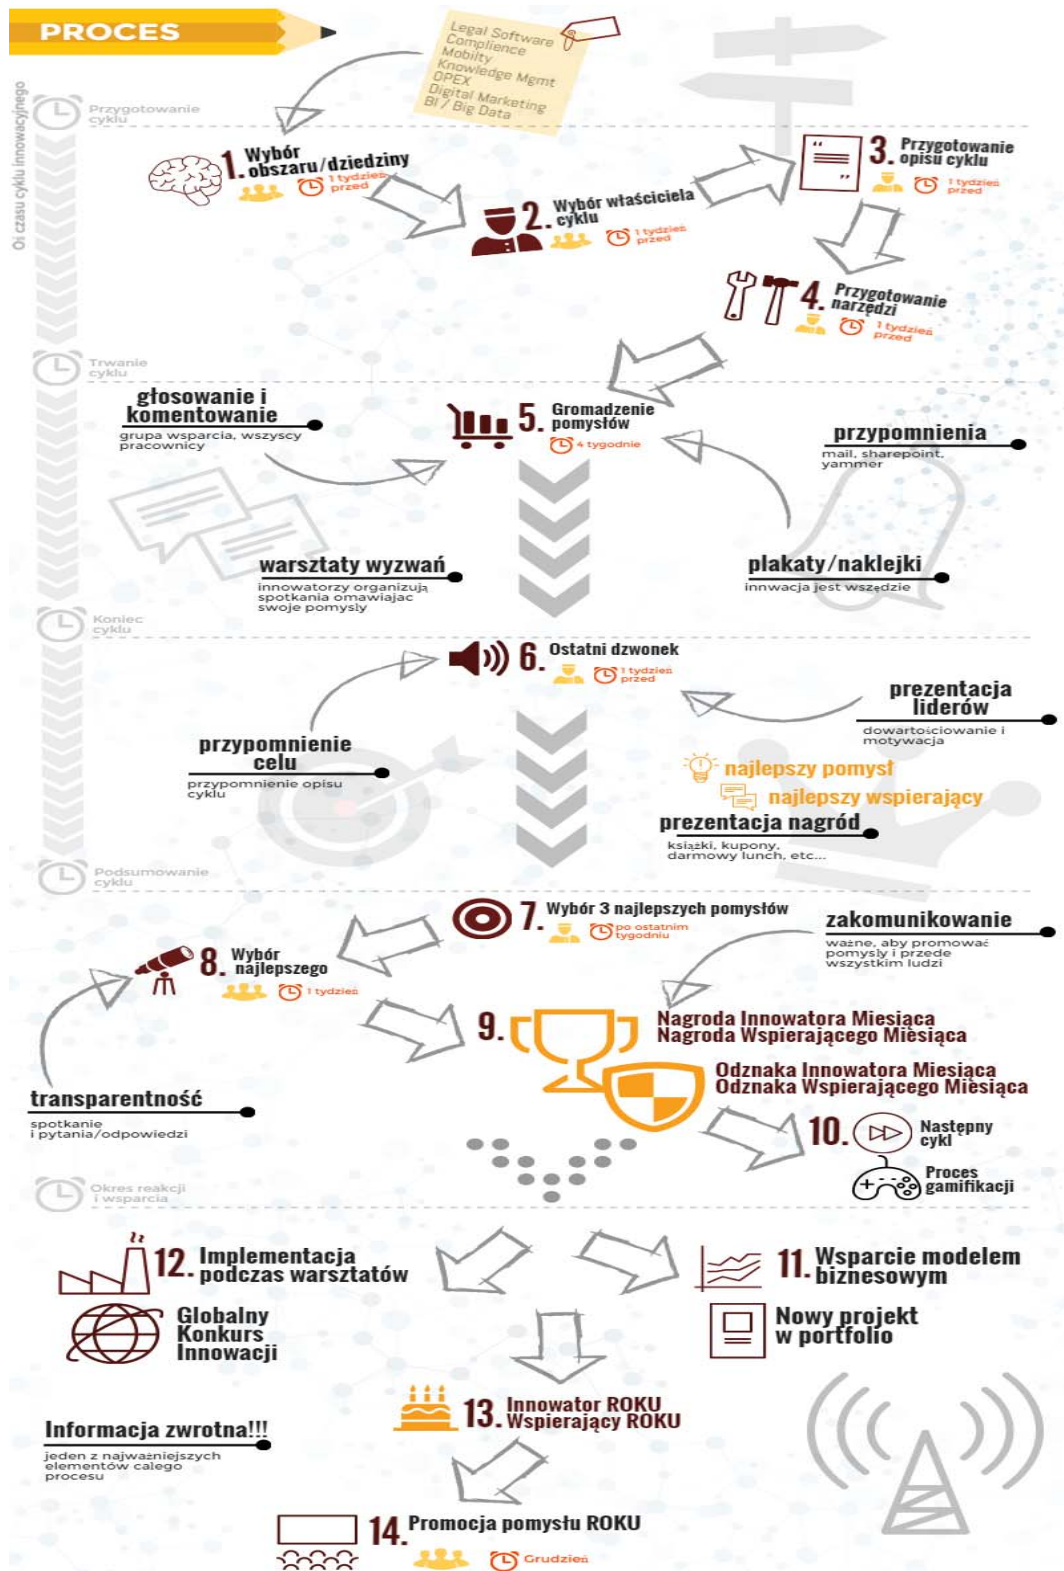 PROCES
Legal Software
Complience
Mobilty
Knowledge Mgmt
OPEX
Digital Marketing
BI / Big Data
Oi czasu cyklu innowacyjnego
Przygotowanie
cyklu
1. Wybór
obszaru/dziedziny
1 tydzień
przed
2. Wybór właściciela
cyklu
1 tydzień
przed
3. Przygotowanie
opisu cyklu
1 tydzień
przed
4. Przygotowanie
narzędzi
1 tydzień
przed
Trwanie
cyklu
głosowanie i
komentowanie
grupa wsparcia, wszyscy
pracownicy
5. Gromadzenie
pomysłów
4 tygodnie
przypomnienia
mail, sharepoint,
yammer
warsztaty wyzwań
innowatorzy organizują
spotkania omawiajac
swoje pomysly
plakaty/naklejki
innwacja jest wszędzie
Koniec
cyklu
6. Ostatni dzwonek
1 tydzień
przed
prezentacja
liderów
dowartościowanie i
motywacja
przypomnienie
celu
przypomnienie opisu
cyklu
najlepszy pomysł
najlepszy wspierający
prezentacja nagród
książki, kupony,
darmowy lunch, etc...
Podsumowanie
cyklu
7. Wybór 3 najlepszych pomysłów
po ostatnim
tygodniu
zakomunikowanie
ważne, aby promować
pomysly i przede
wszystkim ludzi
8. Wybór
najlepszego
1 tydzień
9. Nagroda Innowatora Miesiąca
Nagroda Wspierającego Miesiąca
Odznaka Innowatora Miesiąca
Odznaka Wspierającego Miesiąca
transparentność
spotkanie
i pytania/odpowiedzi
10. Następny
cykl
Proces
gamifikacji
Okres reakcji
i wsparcia
12. Implementacja
podczas warsztatów
Globalny
Konkurs
Innowacji
11. Wsparcie modelem
biznesowym
Nowy projekt
w portfolio
13. Innowator ROKU
Wspierający ROKU
Informacja zwrotna!!!
jeden z najważniejszych
elementów calego
procesu
14. Promocja pomysłu ROKU
Grudzień